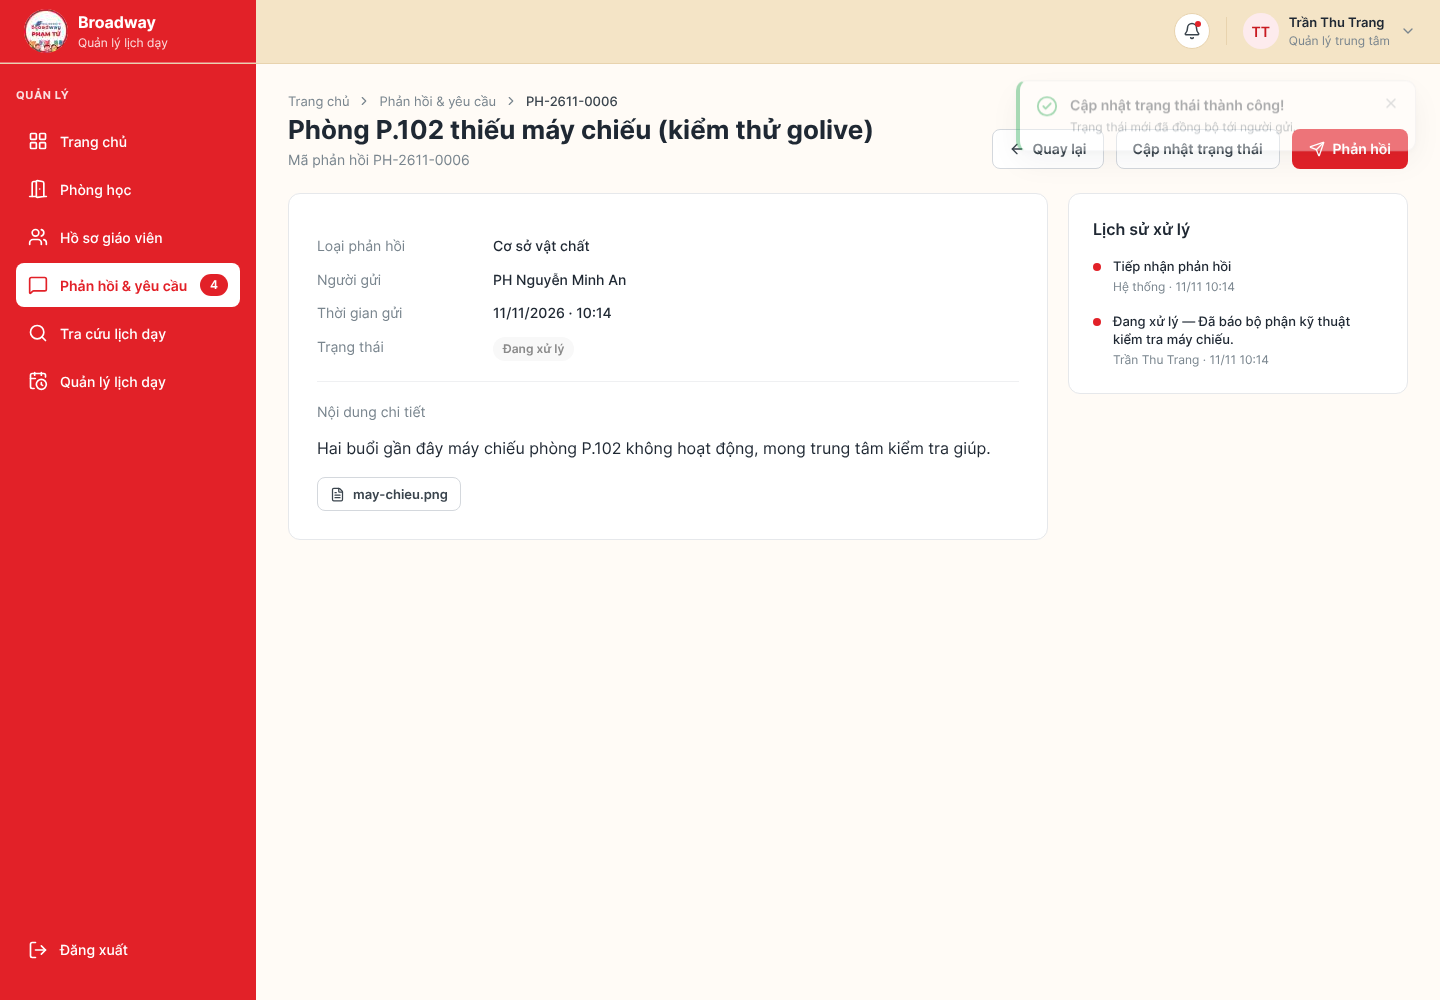 Broadway
Quản lý lịch dạy
Trần Thu Trang
TT
Quản lý trung tâm
QUẢN LÝ
Trang chủ
Phòng học
Hồ sơ giáo viên
Phản hồi & yêu cầu 4
Tra cứu lịch dạy
Quản lý lịch dạy
Đăng xuất
Trang chủ > Phản hồi & yêu cầu > PH-2611-0006
Phòng P.102 thiếu máy chiếu (kiểm thử golive)
Mã phản hồi PH-2611-0006
Cập nhật trạng thái thành công!
Trạng thái mới đã đồng bộ tới người gửi
Quay lại
Cập nhật trạng thái
Phản hồi
Loại phản hồi Cơ sở vật chất
Người gửi PH Nguyễn Minh An
Thời gian gửi 11/11/2026 · 10:14
Trạng thái Đang xử lý
Nội dung chi tiết
Hai buổi gần đây máy chiếu phòng P.102 không hoạt động, mong trung tâm kiểm tra giúp.
may-chieu.png
Lịch sử xử lý
Tiếp nhận phản hồi
Hệ thống · 11/11 10:14
Đang xử lý — Đã báo bộ phận kỹ thuật
kiểm tra máy chiếu.
Trần Thu Trang · 11/11 10:14